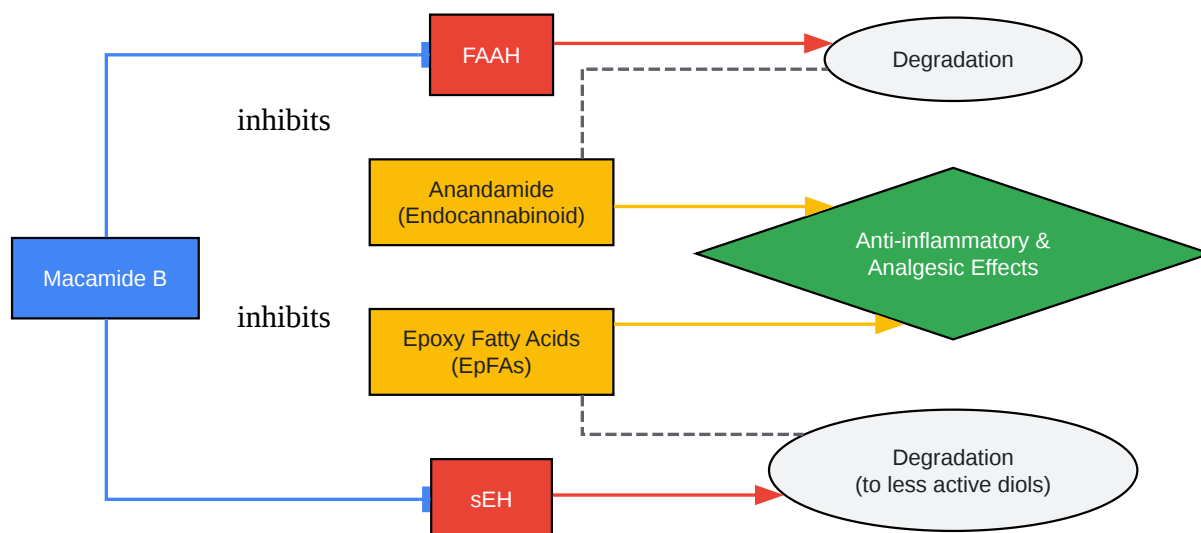 FAAH
Degradation
inhibits
Anandamide
(Endocannabinoid)
Anti-inflammatory &
Analgesic Effects
Macamide B
inhibits
Epoxy Fatty Acids
(EpFAs)
Degradation
(to less active diols)
sEH